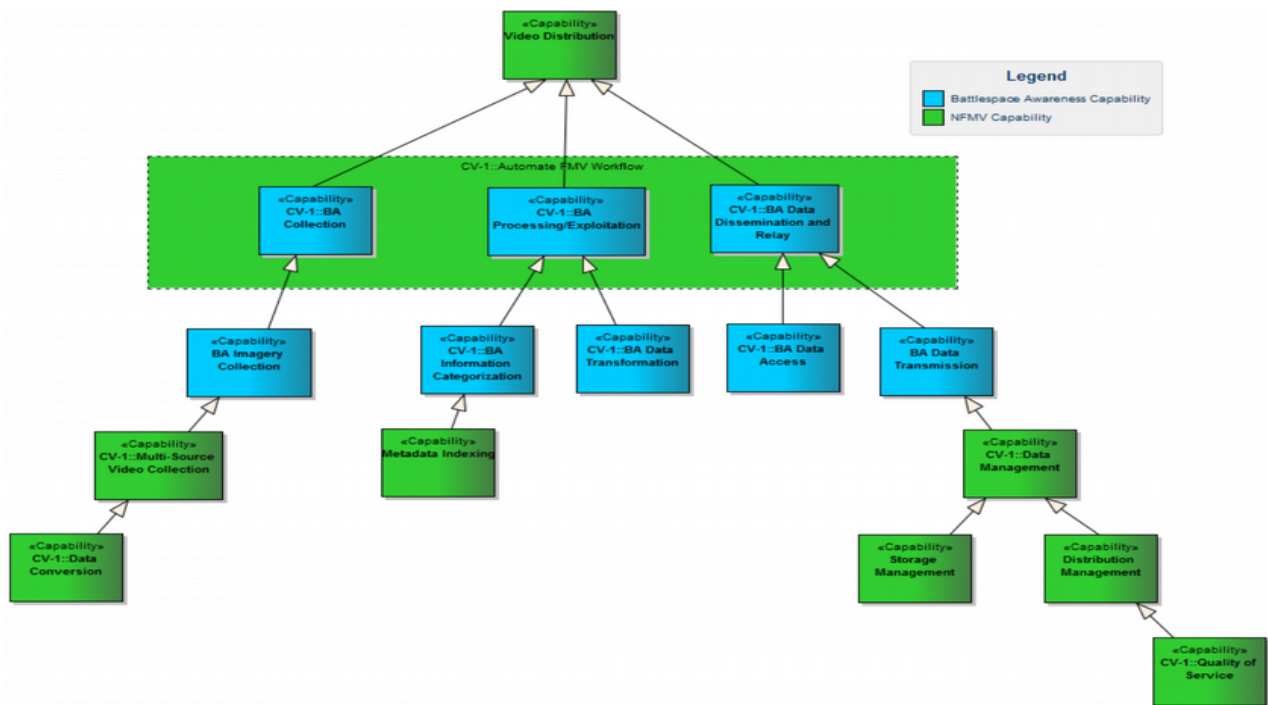 «Capability»
Video Distribution
Legend
Battlespace Awareness Capability
NFMV Capability
CV-1::Automate FMV Workflow
«Capability»
CV-1::BA
Collection
«Capability»
CV-1::BA
Processing/Exploitation
«Capability»
CV-1::BA Data
Dissemination and
Relay
«Capability»
BA Imagery
Collection
«Capability»
CV-1::BA
Information
Categorization
«Capability»
CV-1::BA Data
Transformation
«Capability»
CV-1::BA Data
Access
«Capability»
BA Data
Transmission
«Capability»
CV-1::Multi-Source
Video Collection
«Capability»
Metadata Indexing
«Capability»
CV-1::Data
Management
«Capability»
CV-1::Data
Conversion
«Capability»
Storage
Management
«Capability»
Distribution
Management
«Capability»
CV-1::Quality of
Service